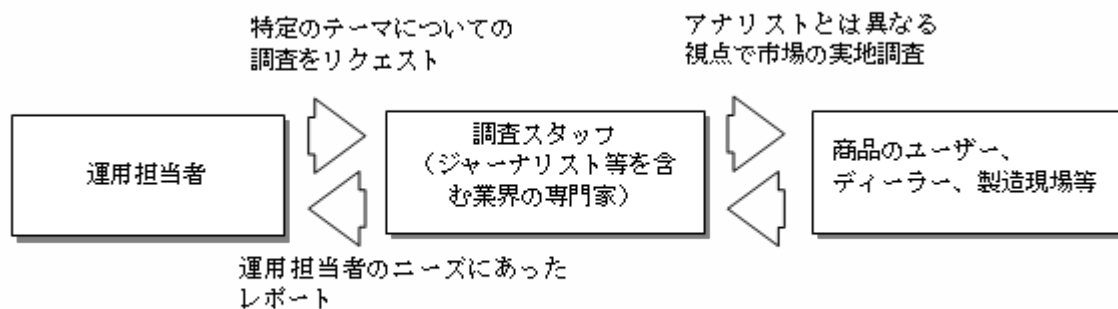 特定のテーマについての
調査をリクエスト
アナリストとは異なる
視点で市場の実地調査
運用担当者
調査スタッフ
（ジャーナリスト等を含
む業界の専門家）
商品のユーザー、
ディーラー、製造現場等
運用担当者のニーズにあった
レポート